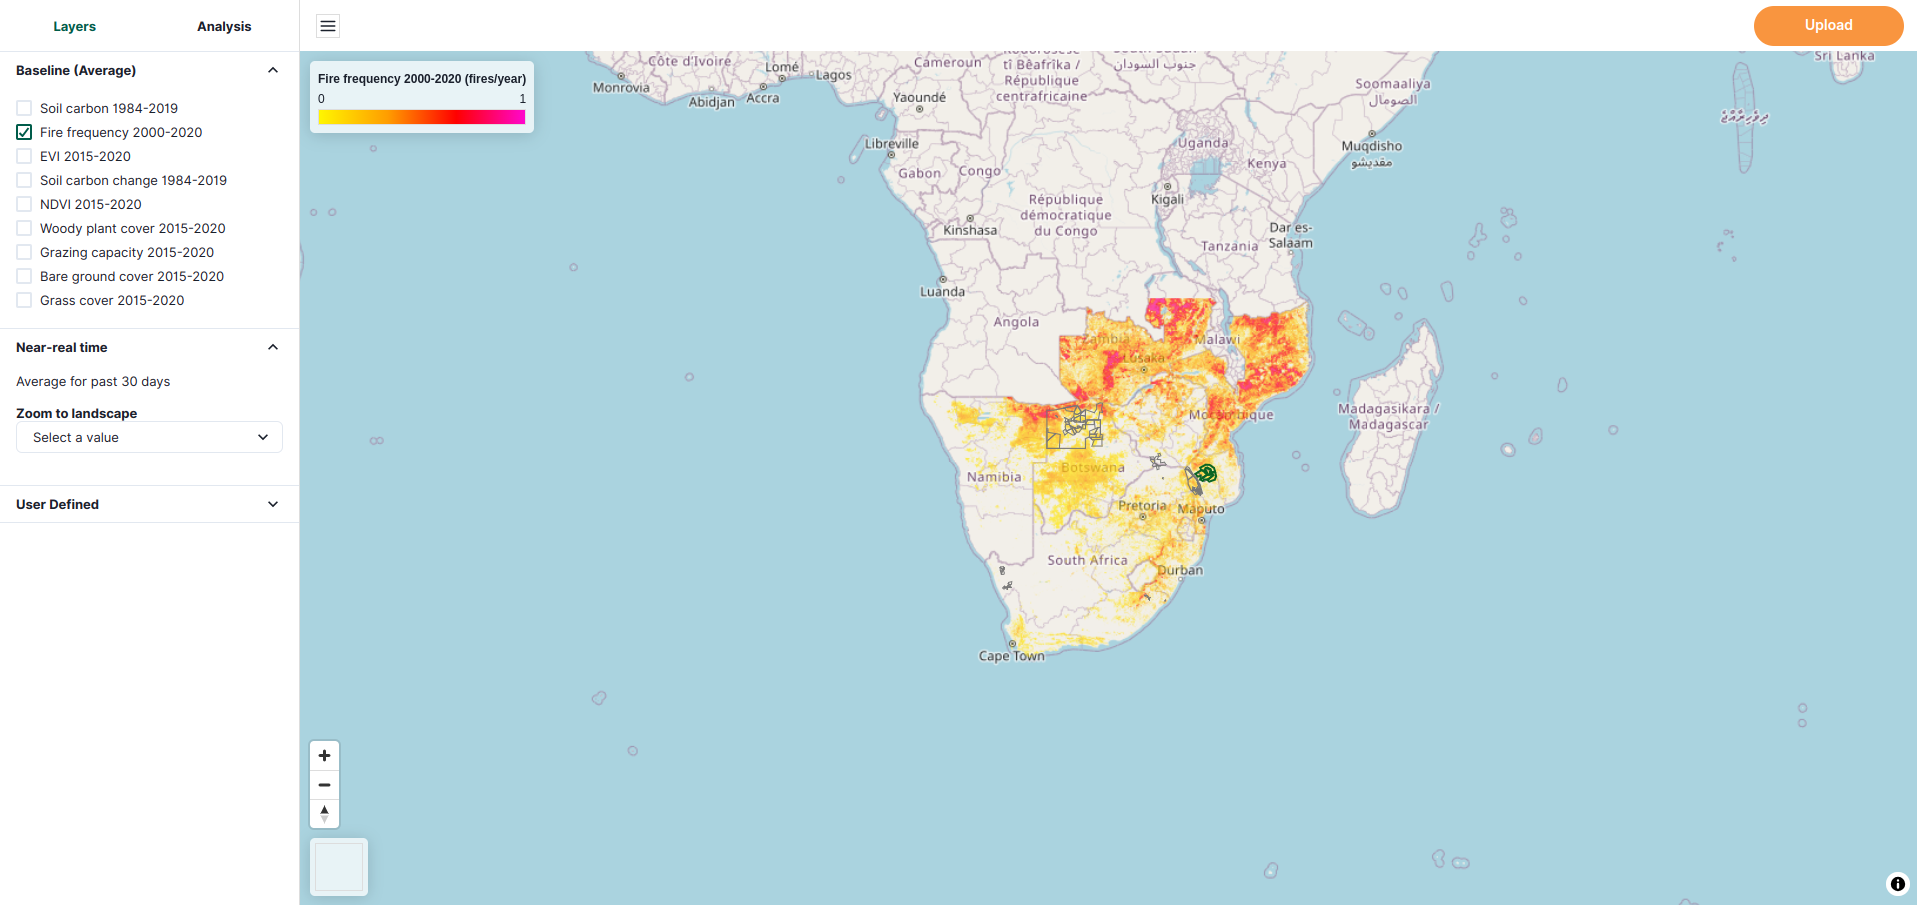 Layers
Analysis
Upload
Baseline (Average)
Soil carbon 1984-2019
Fire frequency 2000-2020
EVI 2015-2020
Soil carbon change 1984-2019
NDVI 2015-2020
Woody plant cover 2015-2020
Grazing capacity 2015-2020
Bare ground cover 2015-2020
Grass cover 2015-2020
Near-real time
Average for past 30 days
Zoom to landscape
Select a value
User Defined
Fire frequency 2000-2020 (fires/year)
0
1
Côte d'Ivoire
Monrovia
Abidjan
Lomé
Accra
Lagos
Cameroun
Yaoundé
Ködörösêse
tî Bêafrîka /
République
centrafricaine
South Sudan
جنوب السودان
Soomaaliya
الصومال
Sri Lanka
ދިވެހިރާއްޖެ
Libreville
Gabon
Congo
Uganda
Kenya
Muqdisho
مقديشو
Kigali
République
démocratique
du Congo
Kinshasa
Dar es-
Salaam
Tanzania
Luanda
Angola
Zambia
Malawi
Lusaka
Moçambique
Madagasikara /
Madagascar
Namibia
Botswana
Pretoria
Maputo
South Africa
Durban
Cape Town